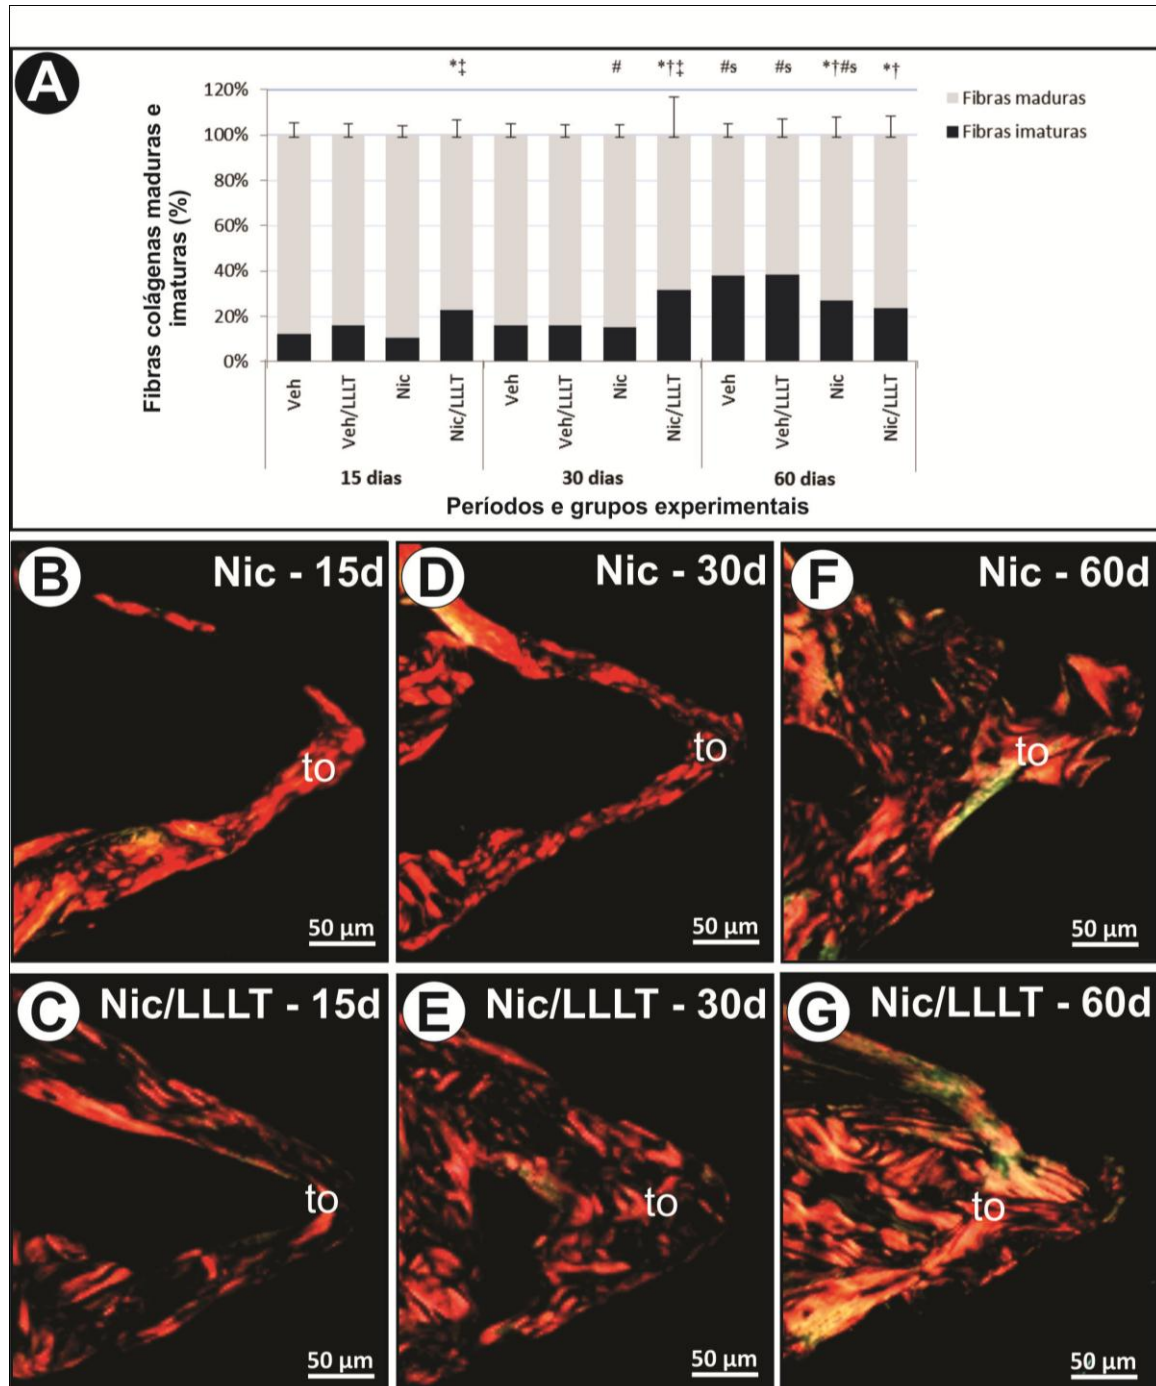 A
*‡ # *†‡ #s #s *†#s *†
120%
100%
80%
60%
40%
20%
0%
Fibras colágenas maduras e
imaturas (%)
Fibras maduras
Fibras imaturas
Veh
Veh/LLLT
Nic
Nic/LLLT
Veh
Veh/LLLT
Nic
Nic/LLLT
Veh
Veh/LLLT
Nic
Nic/LLLT
15 dias 30 dias 60 dias
Períodos e grupos experimentais
B Nic - 15d
to
50 µm
D Nic - 30d
to
50 µm
F Nic - 60d
to
50 µm
C Nic/LLLT - 15d
to
50 µm
E Nic/LLLT - 30d
to
50 µm
G Nic/LLLT - 60d
to
50 µm